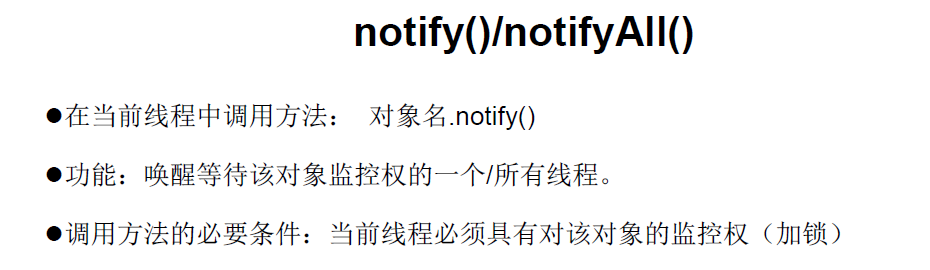 notify()/notifyAll()
●在当前线程中调用方法： 对象名.notify()
●功能：唤醒等待该对象监控权的一个/所有线程。
●调用方法的必要条件：当前线程必须具有对该对象的监控权（加锁）